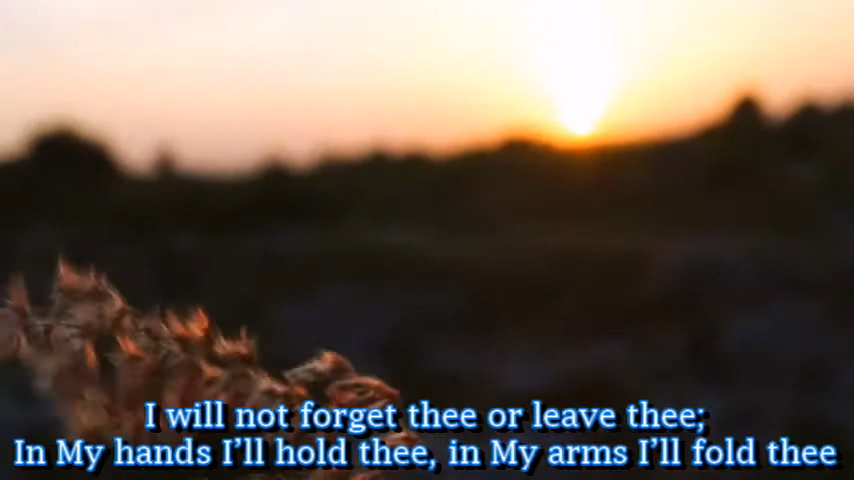 I will not forget thee or leave thee;
In My hands I’ll hold thee, in My arms I’ll fold thee